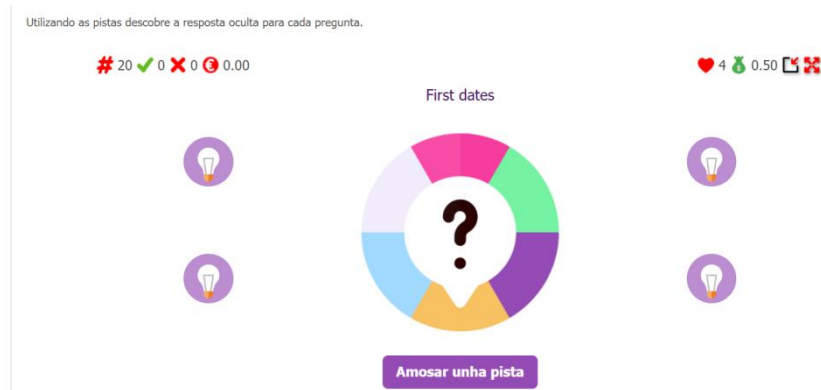 Utilizando as pistas descobre a resposta oculta para cada pregunta.
# 20 0 0 0.00 4 0.50
First dates
?
Amosar unha pista